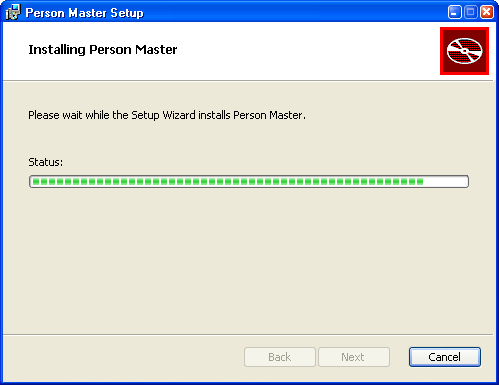 Person Master Setup
Installing Person Master
Please wait while the Setup Wizard installs Person Master.
Status:
Back
Next
Cancel